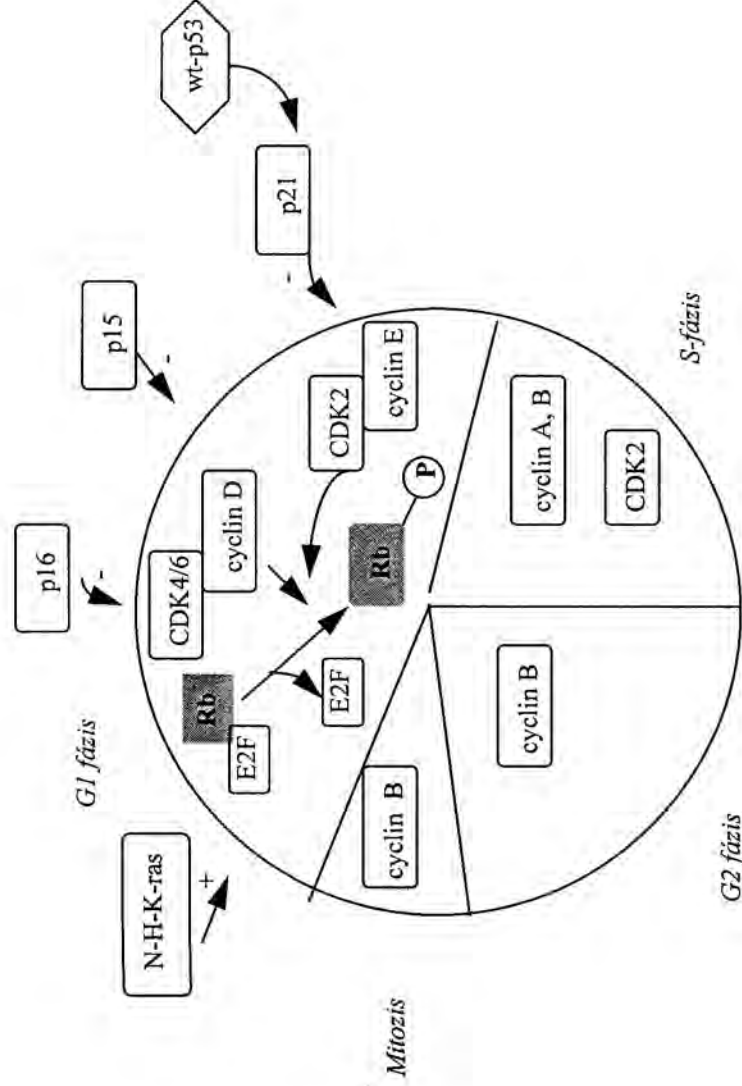 wt-p53
p21
-
p15
-
p16
-
G1 fázis
N-H-K-ras
+
CDK4/6
cyclin D
CDK2
cyclin E
Rb
E2F
E2F
Rb
P
cyclin B
Mitozis
cyclin A, B
CDK2
S-fázis
cyclin B
G2 fázis